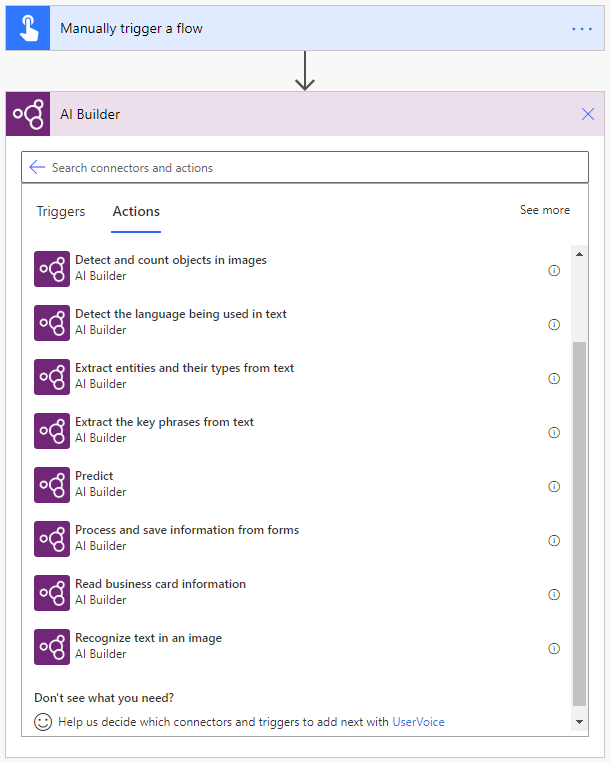 Manually trigger a flow
AI Builder
Search connectors and actions
Triggers Actions See more
Detect and count objects in images
AI Builder
Detect the language being used in text
AI Builder
Extract entities and their types from text
AI Builder
Extract the key phrases from text
AI Builder
Predict
AI Builder
Process and save information from forms
AI Builder
Read business card information
AI Builder
Recognize text in an image
AI Builder
Don't see what you need?
Help us decide which connectors and triggers to add next with UserVoice